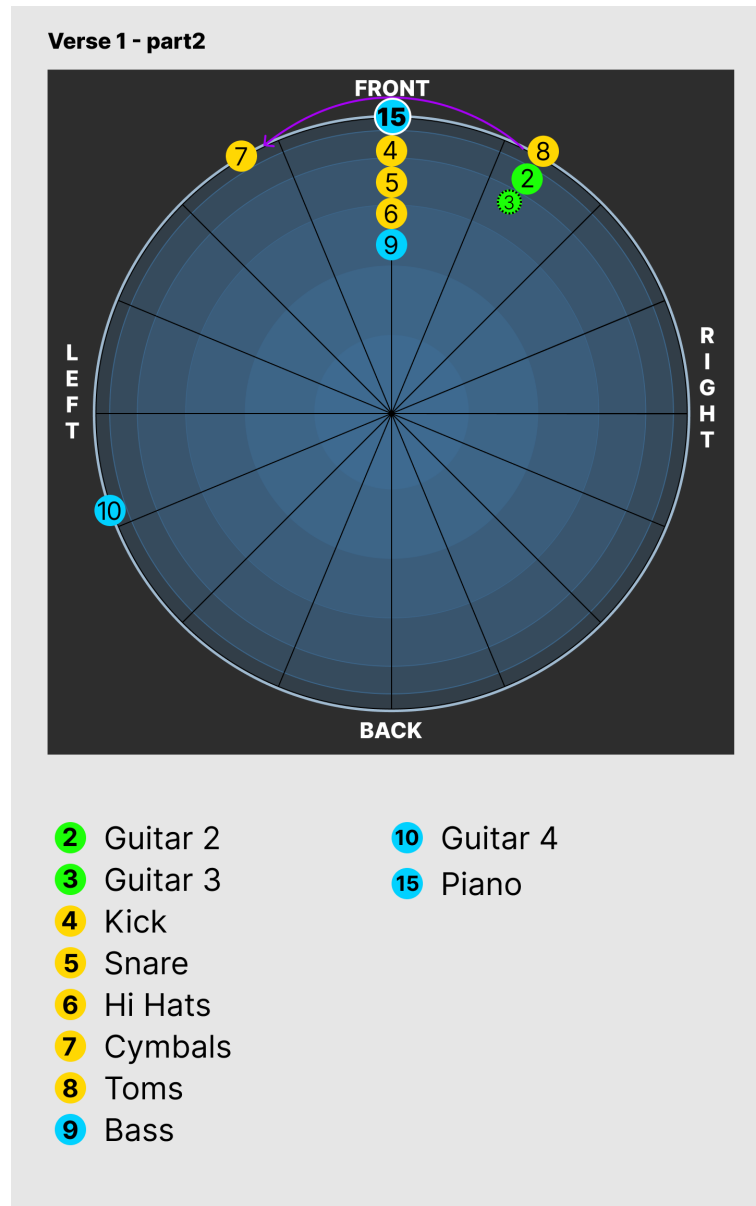 Verse 1 - part2
FRONT
15
4
8
7
5
2
3
6
9
LEFT
RIGHT
10
BACK
2 Guitar 2
3 Guitar 3
4 Kick
5 Snare
6 Hi Hats
7 Cymbals
8 Toms
9 Bass
10 Guitar 4
15 Piano